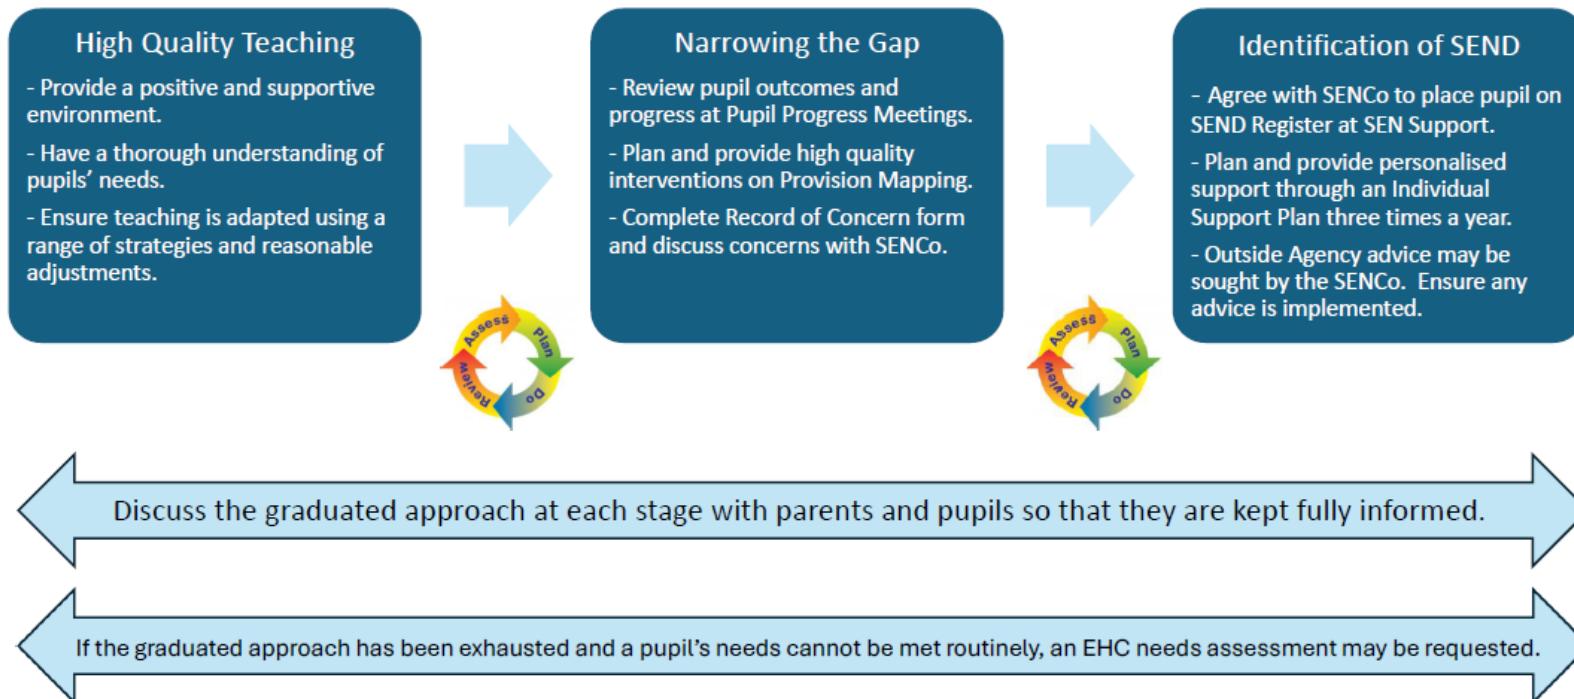 High Quality Teaching
- Provide a positive and supportive
environment.
- Have a thorough understanding of
pupils' needs.
- Ensure teaching is adapted using a
range of strategies and reasonable
adjustments.
Narrowing the Gap
- Review pupil outcomes and
progress at Pupil Progress Meetings.
- Plan and provide high quality
interventions on Provision Mapping.
- Complete Record of Concern form
and discuss concerns with SENCo.
Identification of SEND
- Agree with SENCo to place pupil on
SEND Register at SEN Support.
- Plan and provide personalised
support through an Individual
Support Plan three times a year.
- Outside Agency advice may be
sought by the SENCo.  Ensure any
advice is implemented.
Assess
Plan
Do
Review
Assess
Plan
Do
Review
Discuss the graduated approach at each stage with parents and pupils so that they are kept fully informed.
If the graduated approach has been exhausted and a pupil's needs cannot be met routinely, an EHC needs assessment may be requested.